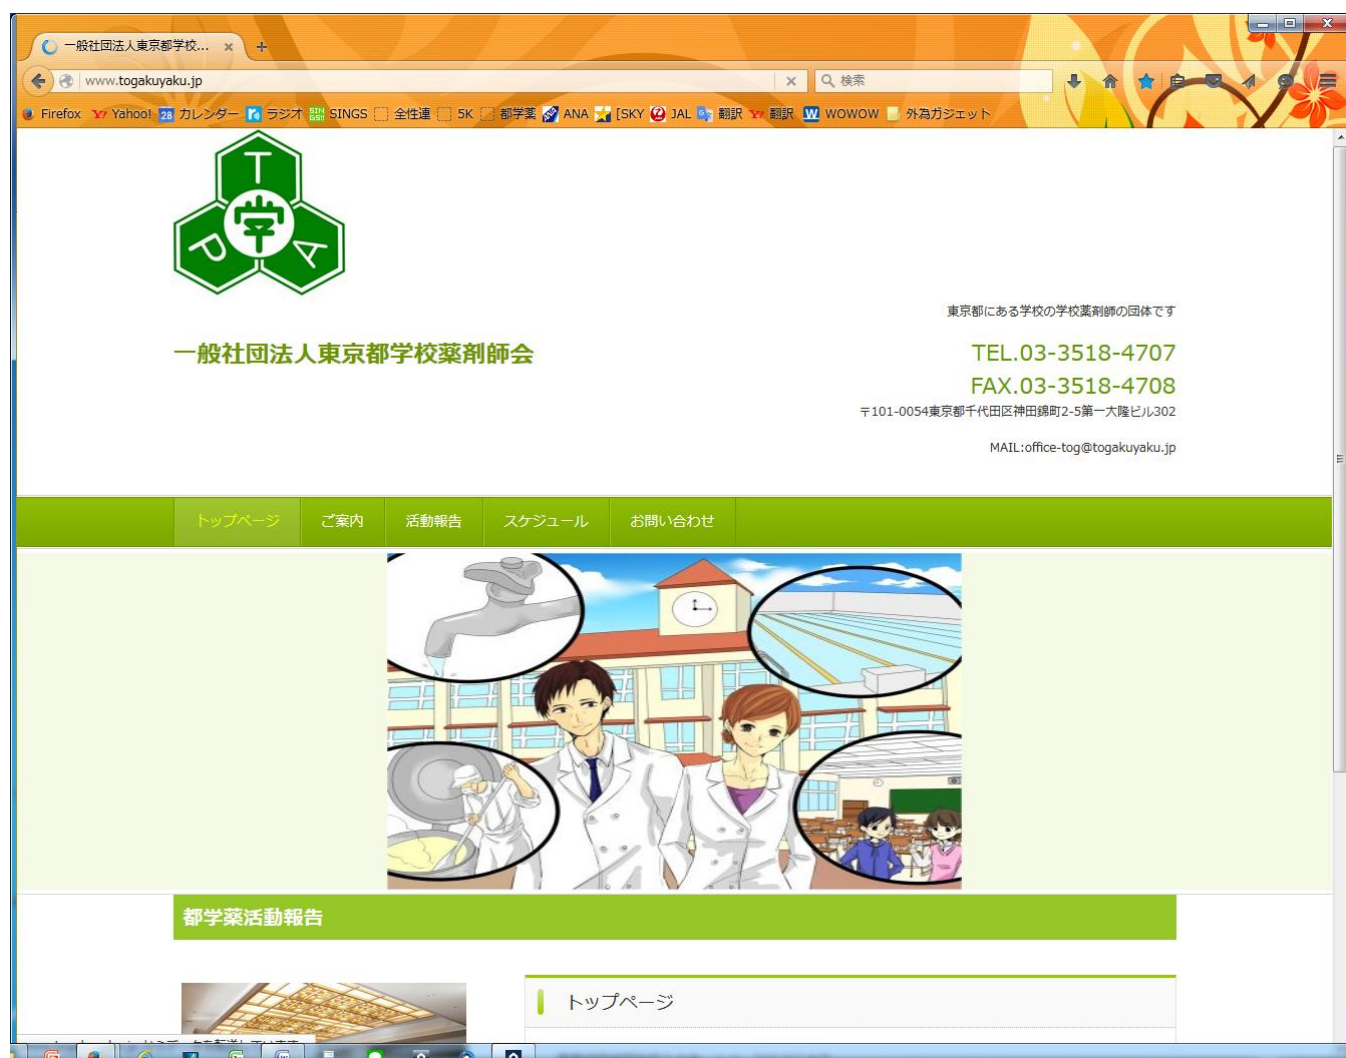 一般社団法人東京都学校...
www.togakuyaku.jp
検索
Firefox Yahoo! カレンダー ラジオ SINGS 全性連 5K 都学薬 ANA [SKY JAL 翻訳 翻訳 WOWOW 外為ガジェット
T
学
P A
東京都にある学校の学校薬剤師の団体です
一般社団法人東京都学校薬剤師会
TEL.03-3518-4707
FAX.03-3518-4708
〒101-0054東京都千代田区神田錦町2-5第一大隆ビル302
MAIL:office-tog@togakuyaku.jp
トップページ ご案内 活動報告 スケジュール お問い合わせ
都学薬活動報告
トップページ